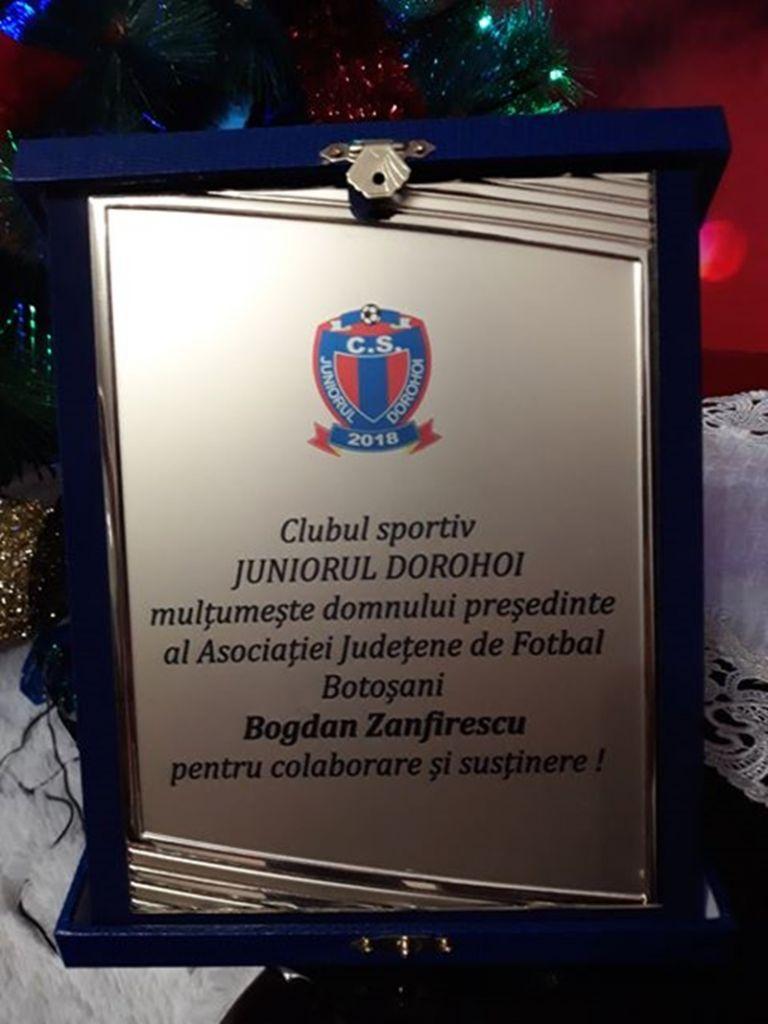 C.S.
JUNIORUL DOROHOI
2018
Clubul sportiv
JUNIORUL DOROHOI
mulţumeşte domnului preşedinte
al Asociaţiei Judeţene de Fotbal
Botoşani
Bogdan Zanfirescu
pentru colaborare şi susţinere !